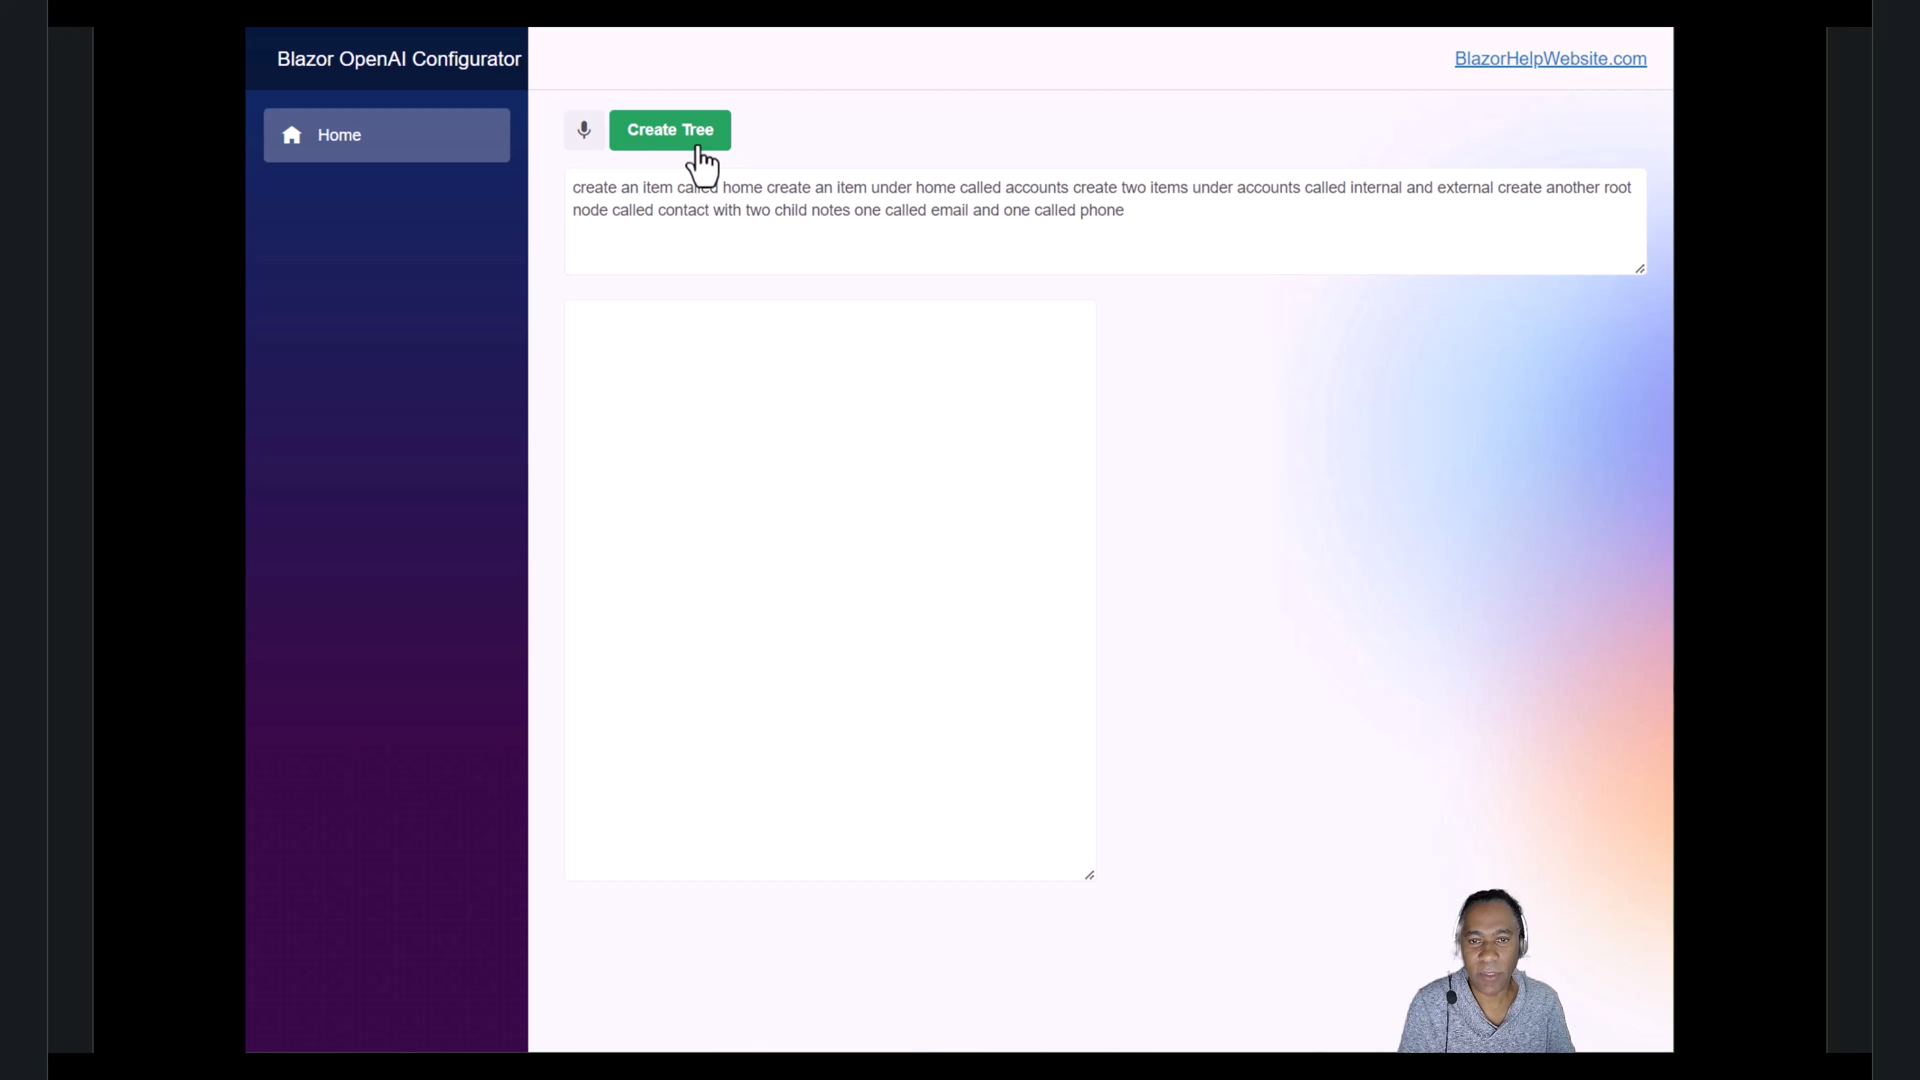 Blazor OpenAI Configurator
BlazorHelpWebsite.com
Home
Create Tree
create an item called home create an item under home called accounts create two items under accounts called internal and external create another root
node called contact with two child notes one called email and one called phone